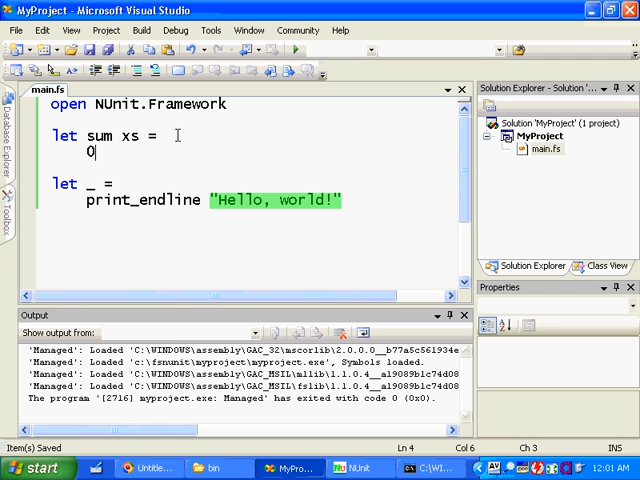 MyProject - Microsoft Visual Studio
File Edit View Project Build Debug Tools Window Community Help
main.fs
open NUnit.Framework
let sum xs =
0
let _ =
print_endline "Hello, world!"
Database Explorer
Toolbox
Solution Explorer - Solution '...
Solution 'MyProject' (1 project)
MyProject
main.fs
Solution Explorer Class View
Properties
Output
Show output from:
'Managed': Loaded 'C:\WINDOWS\assembly\GAC_32\mscorlib\2.0.0.0__b77a5c561934e
'Managed': Loaded 'C:\fsnunit\myproject\myproject.exe', Symbols loaded.
'Managed': Loaded 'C:\WINDOWS\assembly\GAC_MSIL\mllib\1.1.0.4__a19089b1c74d08
'Managed': Loaded 'C:\WINDOWS\assembly\GAC_MSIL\fslib\1.1.0.4__a19089b1c74d08
The program '[2716] myproject.exe: Managed' has exited with code 0 (0x0).
Item(s) Saved Ln 4 Col 6 Ch 3 INS
start Untitle... bin MyPro... NUnit C:\WI... 12:01 AM